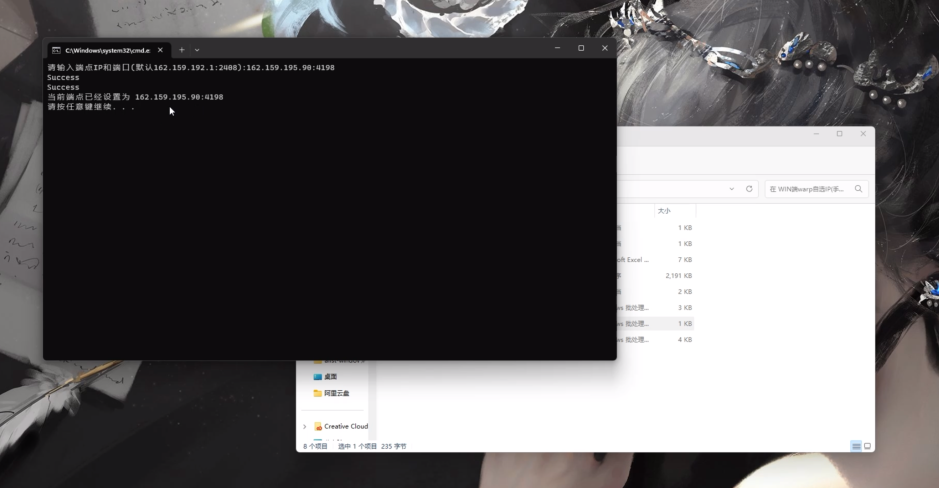 C:\Windows\system32\cmd.e:
请输入端点IP和端口(默认162.159.192.1:2408):162.159.195.90:4198
Success
Success
当前端点已经设置为 162.159.195.90:4198
请按任意键继续. . .
在 WIN端warp自选IP(多...
大小
1 KB
1 KB
oft Excel ...
7 KB
2,191 KB
2 KB
批处理...
3 KB
批处理...
1 KB
批处理...
4 KB
桌面
阿里云盘
Creative Cloud
8 个项目 选中 1 个项目 235 字节